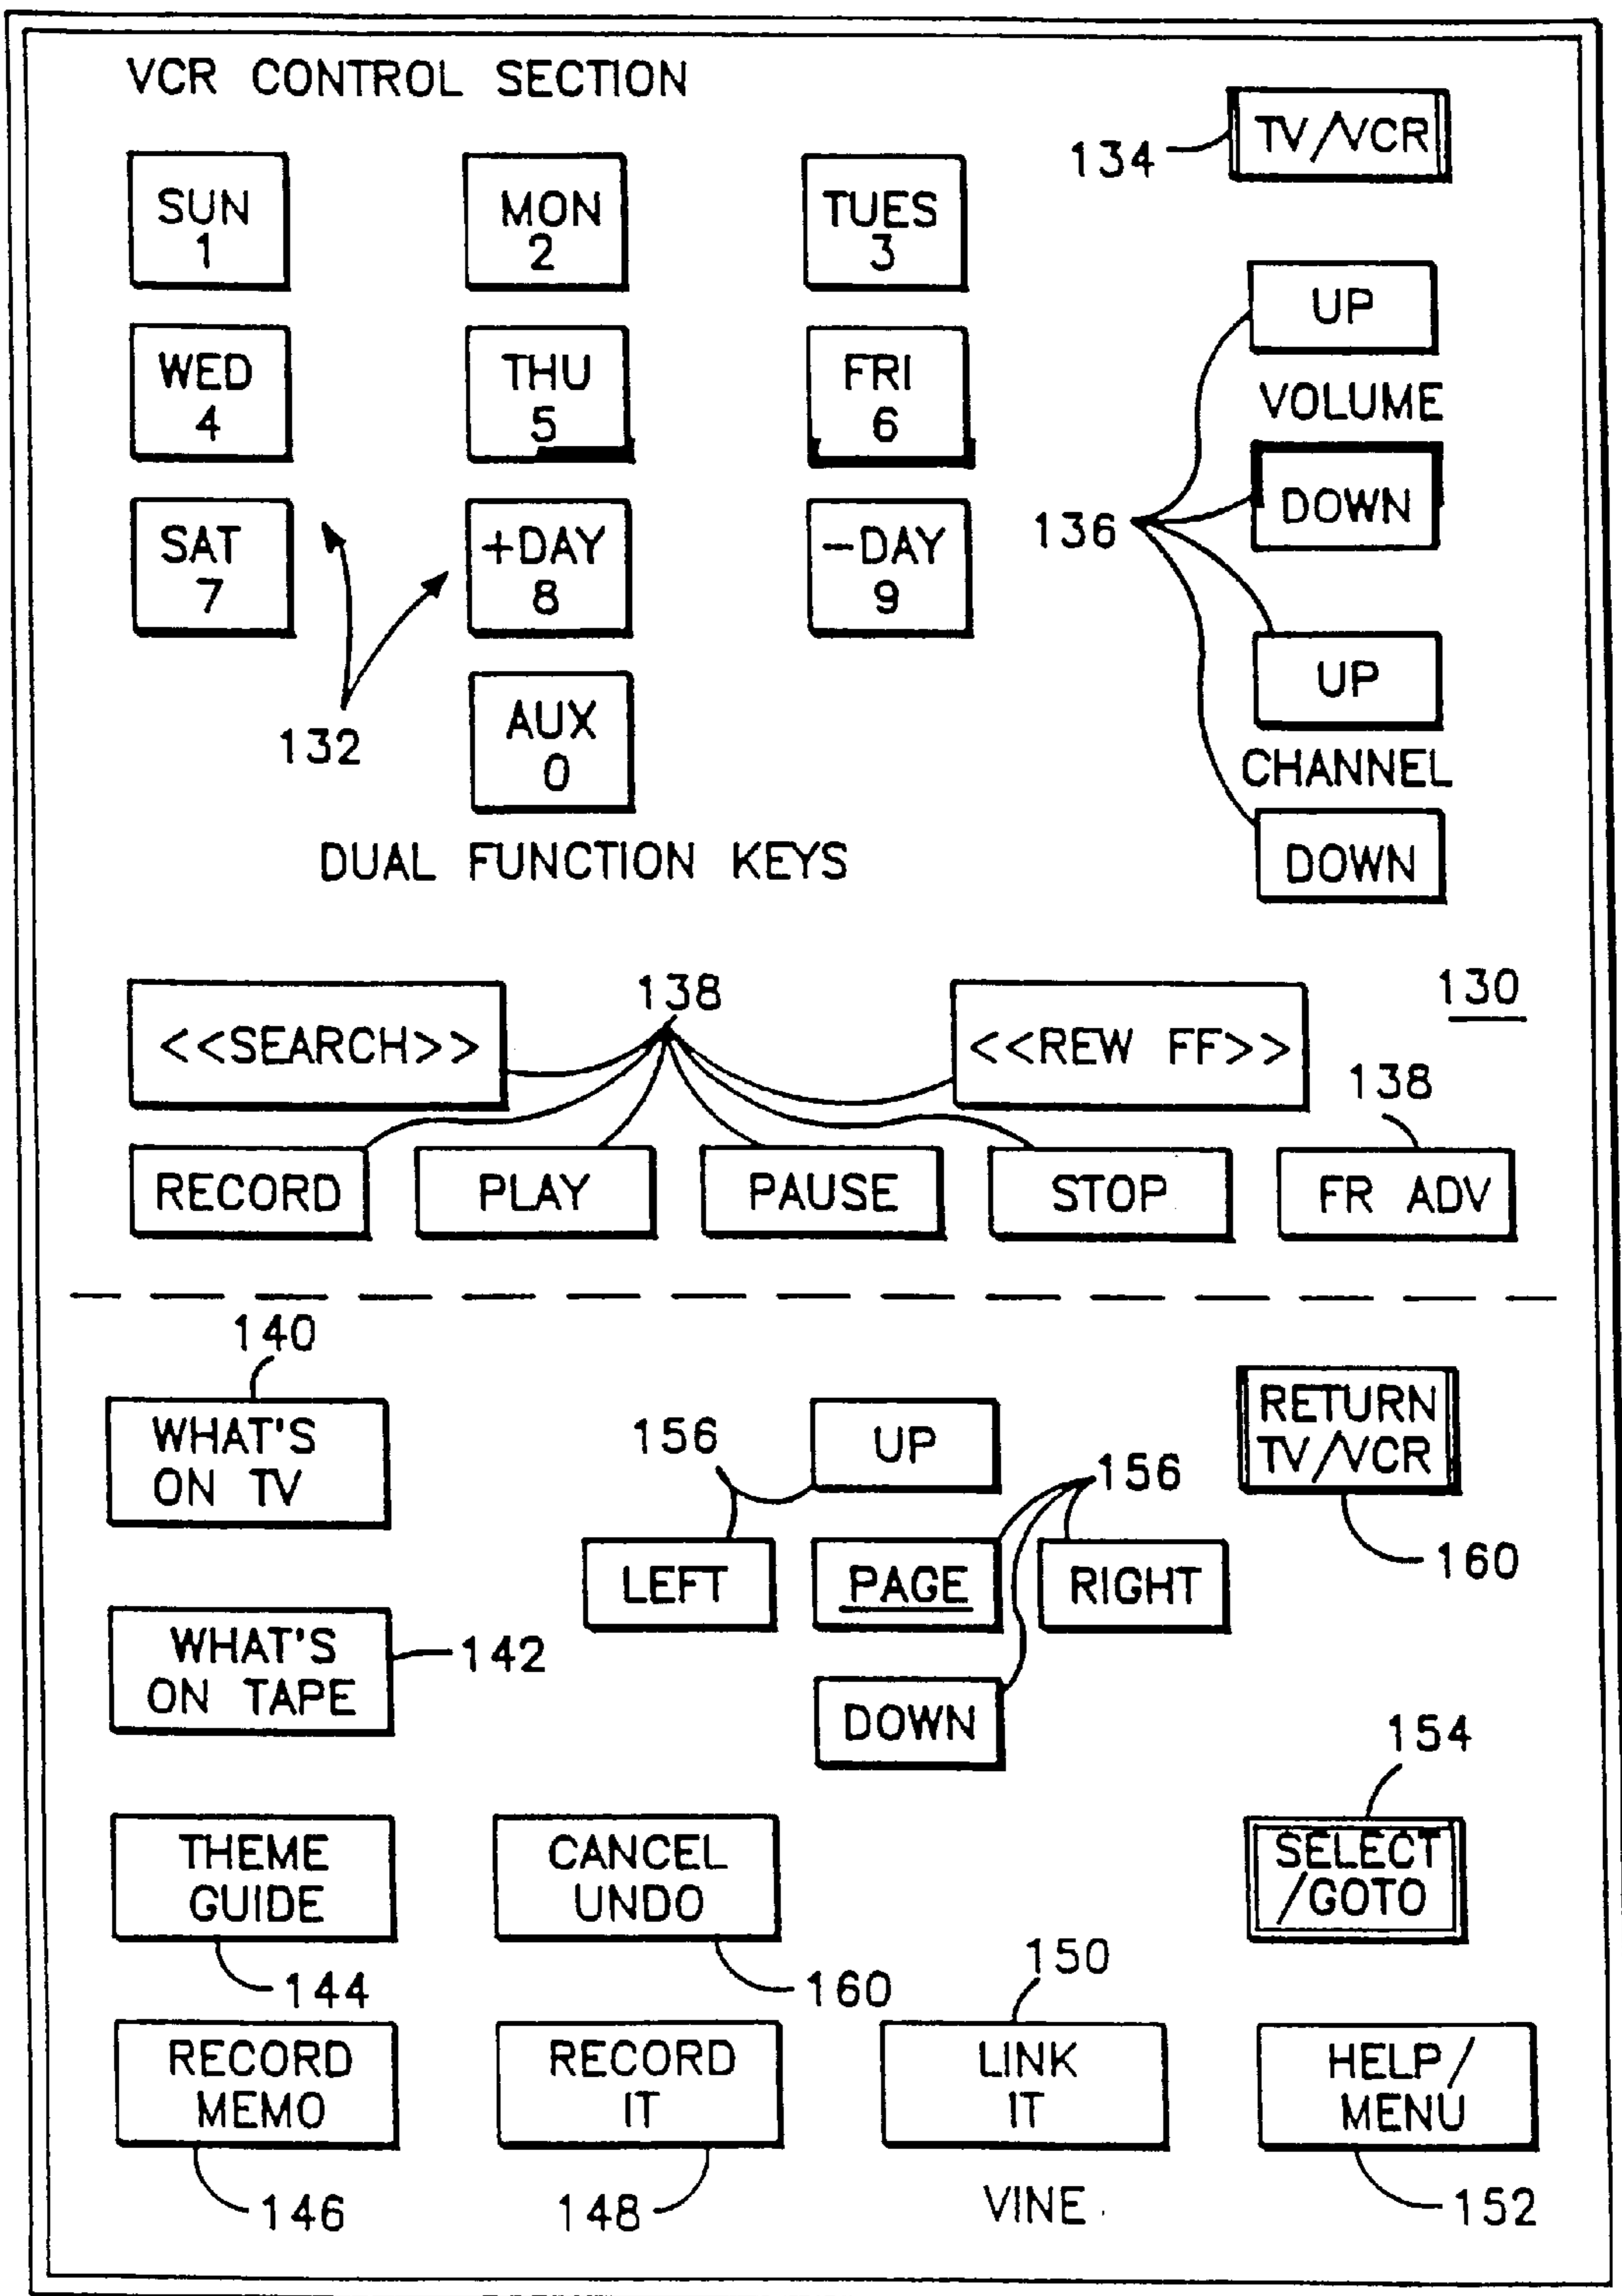 VCR CONTROL SECTION
TV/VCR
134
SUN
1
MON
2
TUES
3
UP
VOLUME
DOWN
136
UP
CHANNEL
DOWN
WED
4
THU
5
FRI
6
SAT
7
+DAY
8
-DAY
9
132
AUX
0
DUAL FUNCTION KEYS
130
<<SEARCH>>
138
<<REW FF>>
138
RECORD
PLAY
PAUSE
STOP
FR ADV
140
WHAT'S
ON TV
156
UP
156
RETURN
TV/VCR
160
LEFT
PAGE
RIGHT
WHAT'S
ON TAPE
142
DOWN
154
THEME
GUIDE
144
CANCEL
UNDO
160
SELECT
/GOTO
150
RECORD
MEMO
146
RECORD
IT
148
LINK
IT
HELP/
MENU
152
VINE